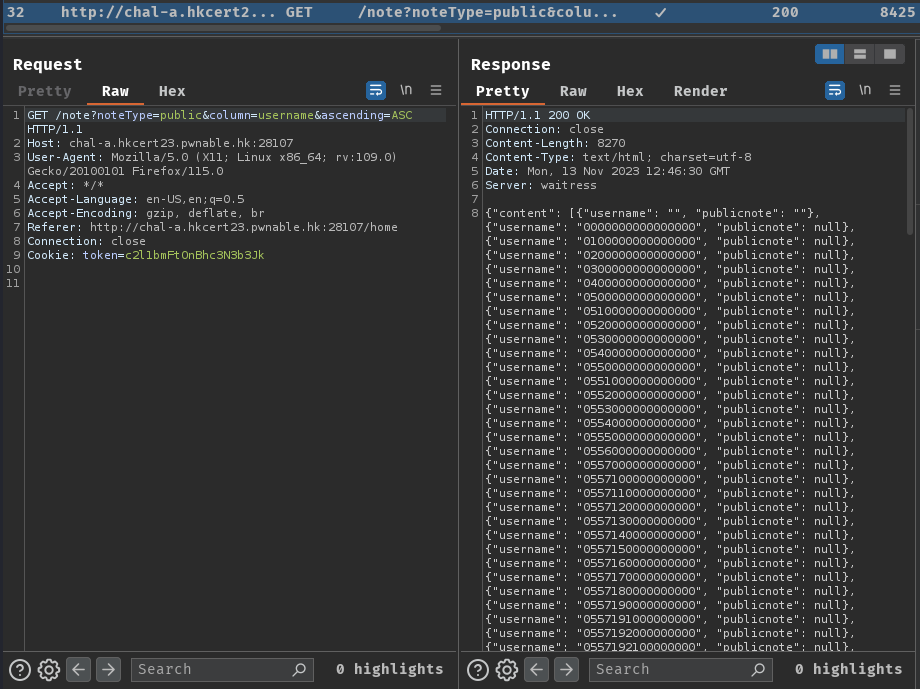 32 http://chal-a.hkcert2... GET /note?noteType=public&colu... ✓ 200 8425
Request
Pretty Raw Hex \n
1 GET /note?noteType=public&column=username&ascending=ASC
HTTP/1.1
2 Host: chal-a.hkcert23.pwnable.hk:28107
3 User-Agent: Mozilla/5.0 (X11; Linux x86_64; rv:109.0)
Gecko/20100101 Firefox/115.0
4 Accept: */*
5 Accept-Language: en-US,en;q=0.5
6 Accept-Encoding: gzip, deflate, br
7 Referer: http://chal-a.hkcert23.pwnable.hk:28107/home
8 Connection: close
9 Cookie: token=c2l1bmFtOnBhc3N3b3Jk
10
11
Search 0 highlights
Response
Pretty Raw Hex Render \n
1 HTTP/1.1 200 OK
2 Connection: close
3 Content-Length: 8270
4 Content-Type: text/html; charset=utf-8
5 Date: Mon, 13 Nov 2023 12:46:30 GMT
6 Server: waitress
7
8 {"content": [{"username": "", "publicnote": ""},
{"username": "0000000000000000", "publicnote": null},
{"username": "0100000000000000", "publicnote": null},
{"username": "0200000000000000", "publicnote": null},
{"username": "0300000000000000", "publicnote": null},
{"username": "0400000000000000", "publicnote": null},
{"username": "0500000000000000", "publicnote": null},
{"username": "0510000000000000", "publicnote": null},
{"username": "0520000000000000", "publicnote": null},
{"username": "0530000000000000", "publicnote": null},
{"username": "0540000000000000", "publicnote": null},
{"username": "0550000000000000", "publicnote": null},
{"username": "0551000000000000", "publicnote": null},
{"username": "0552000000000000", "publicnote": null},
{"username": "0553000000000000", "publicnote": null},
{"username": "0554000000000000", "publicnote": null},
{"username": "0555000000000000", "publicnote": null},
{"username": "0556000000000000", "publicnote": null},
{"username": "0557000000000000", "publicnote": null},
{"username": "0557100000000000", "publicnote": null},
{"username": "0557110000000000", "publicnote": null},
{"username": "0557120000000000", "publicnote": null},
{"username": "0557130000000000", "publicnote": null},
{"username": "0557140000000000", "publicnote": null},
{"username": "0557150000000000", "publicnote": null},
{"username": "0557160000000000", "publicnote": null},
{"username": "0557170000000000", "publicnote": null},
{"username": "0557180000000000", "publicnote": null},
{"username": "0557190000000000", "publicnote": null},
{"username": "0557191000000000", "publicnote": null},
{"username": "0557192000000000", "publicnote": null},
{"username": "0557192100000000", "publicnote": null},
Search 0 highlights